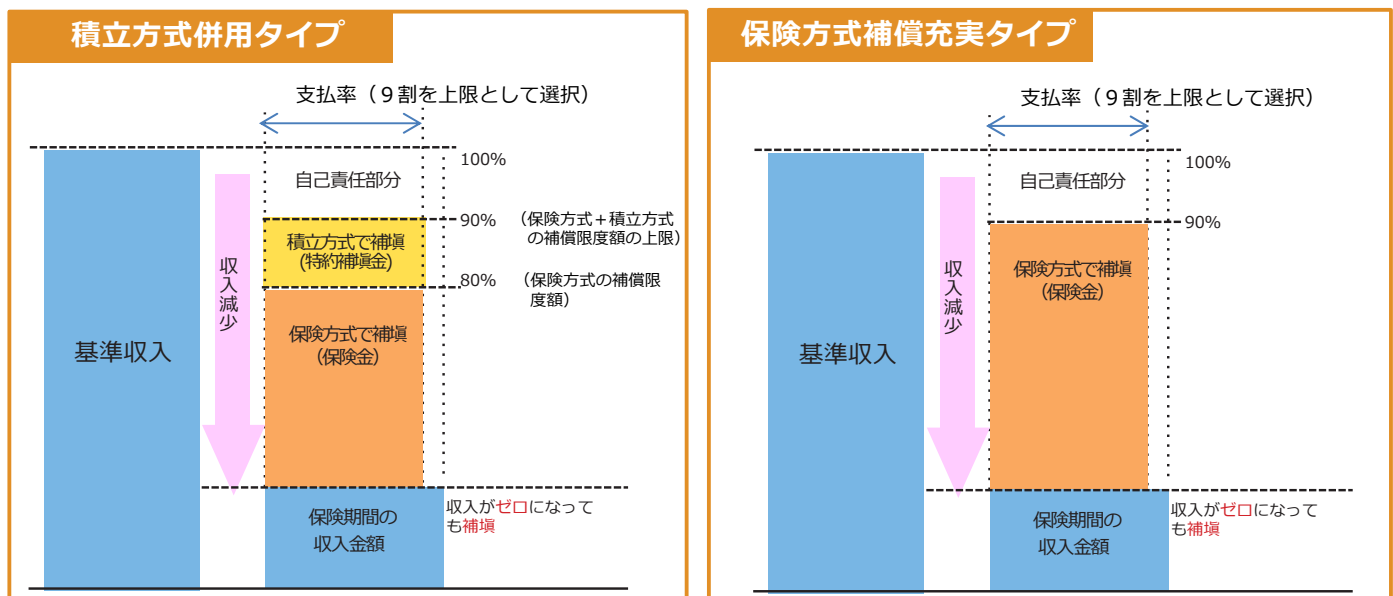 積立方式併用タイプ
支払率（９割を上限として選択）
100%
自己責任部分
90%
（保険方式＋積立方式
の補償限度額の上限）
積立方式で補塡
(特約補塡金)
80%
（保険方式の補償限
度額）
収入減少
保険方式で補塡
（保険金）
基準収入
収入がゼロになって
も補塡
保険期間の
収入金額
保険方式補償充実タイプ
支払率（９割を上限として選択）
100%
自己責任部分
90%
保険方式で補塡
（保険金）
収入減少
基準収入
収入がゼロになって
も補塡
保険期間の
収入金額